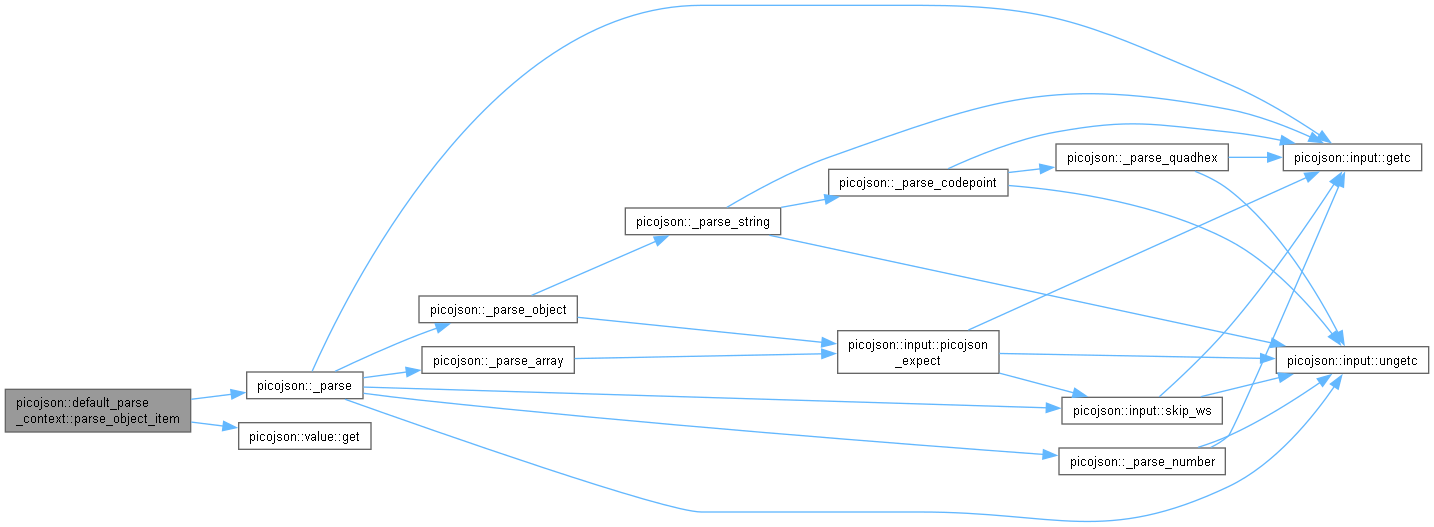 picojson::default_parse
_context::parse_object_item
picojson::_parse
picojson::value::get
picojson::_parse_object
picojson::_parse_array
picojson::_parse_string
picojson::input::picojson
_expect
picojson::_parse_codepoint
picojson::_parse_quadhex
picojson::input::skip_ws
picojson::_parse_number
picojson::input::getc
picojson::input::ungetc